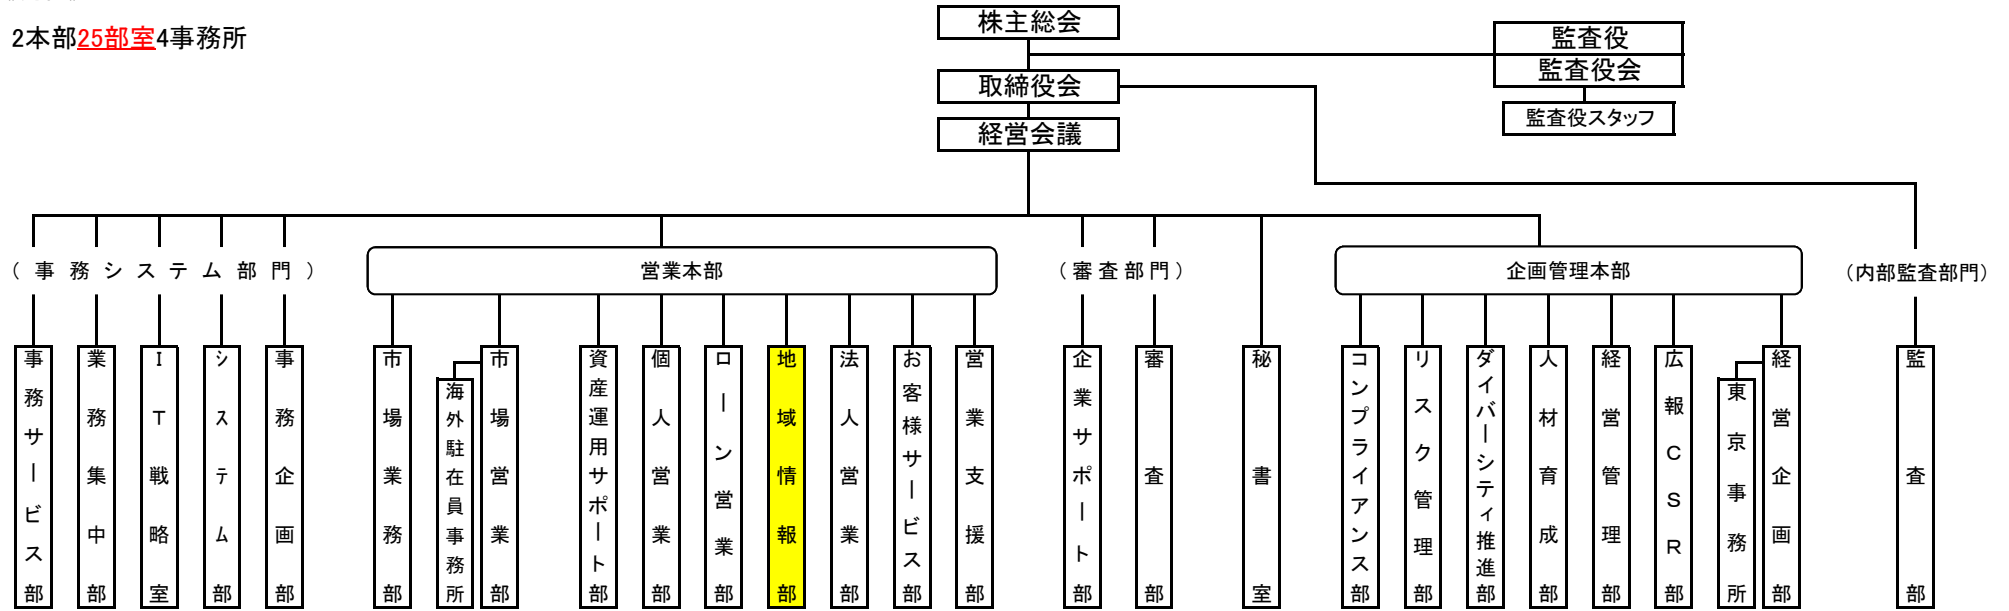 2本部25部室4事務所
株主総会
監査役
監査役会
取締役会
監査役スタッフ
経営会議
(事務システム部門)
営業本部
(審査部門)
企画管理本部
(内部監査部門)
事務サービス部
業務集中部
IT戦略室
システム部
事務企画部
市場業務部
海外駐在員事務所
市場営業部
資産運用サポート部
個人営業部
ローン営業部
地域情報部
法人営業部
お客様サービス部
営業支援部
企業サポート部
審査部
秘書室
コンプライアンス部
リスク管理部
ダイバーシティ推進部
人材育成部
経営管理部
広報CSR部
東京事務所
経営企画部
監査部